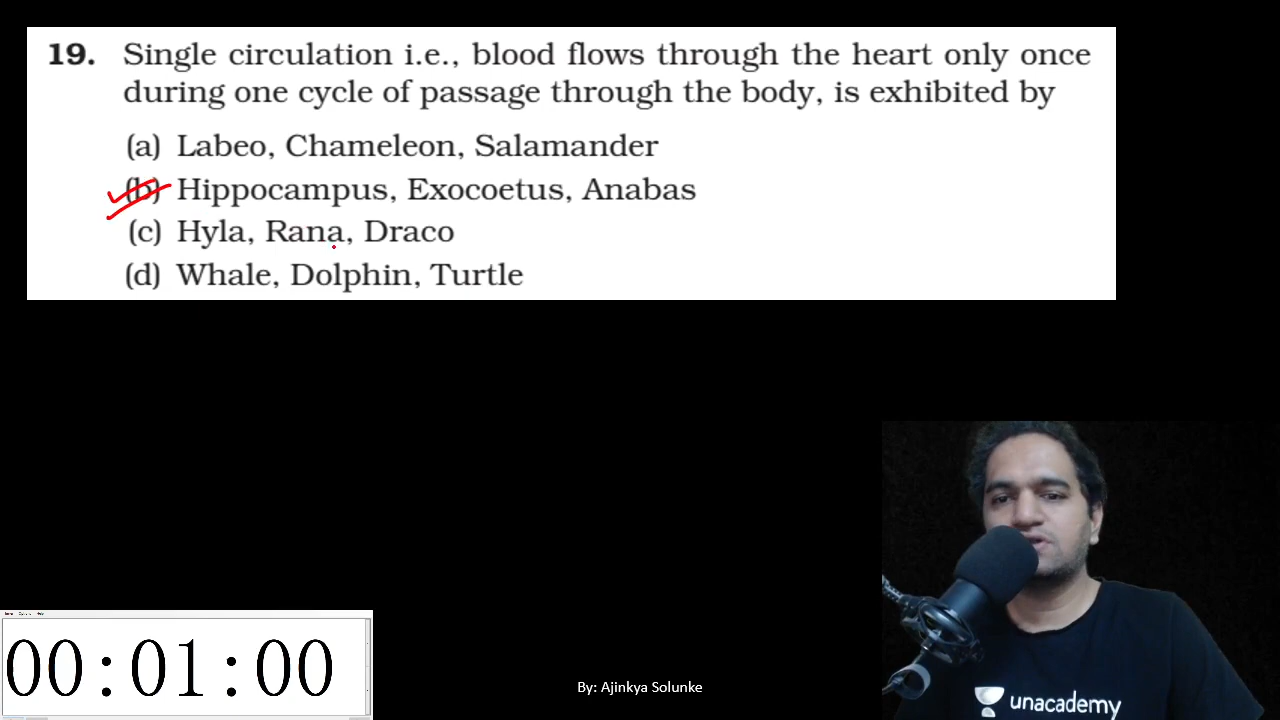 19. Single circulation i.e., blood flows through the heart only once
during one cycle of passage through the body, is exhibited by
(a) Labeo, Chameleon, Salamander
(b) Hippocampus, Exocoetus, Anabas
(c) Hyla, Rana, Draco
(d) Whale, Dolphin, Turtle
00:01:00
By: Ajinkya Solunke
unacademy